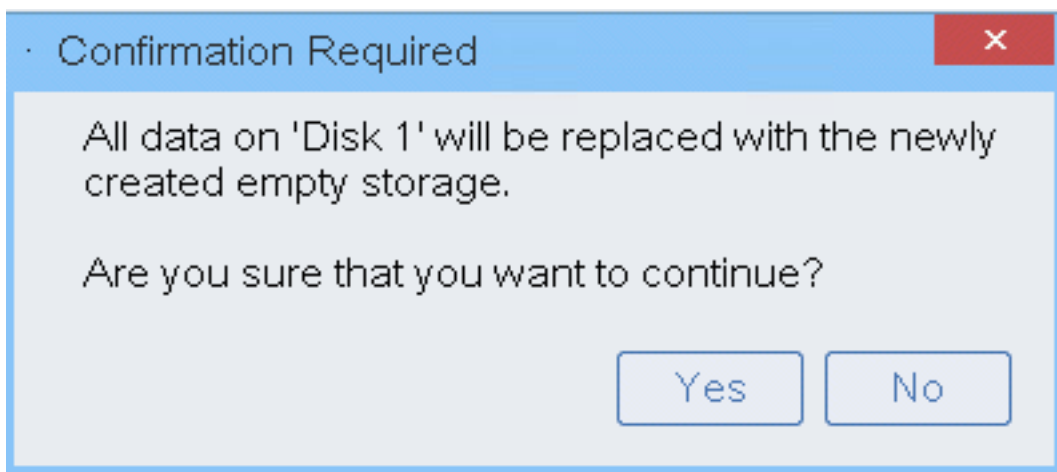 Confirmation Required
All data on 'Disk 1' will be replaced with the newly
created empty storage.
Are you sure that you want to continue?
Yes No